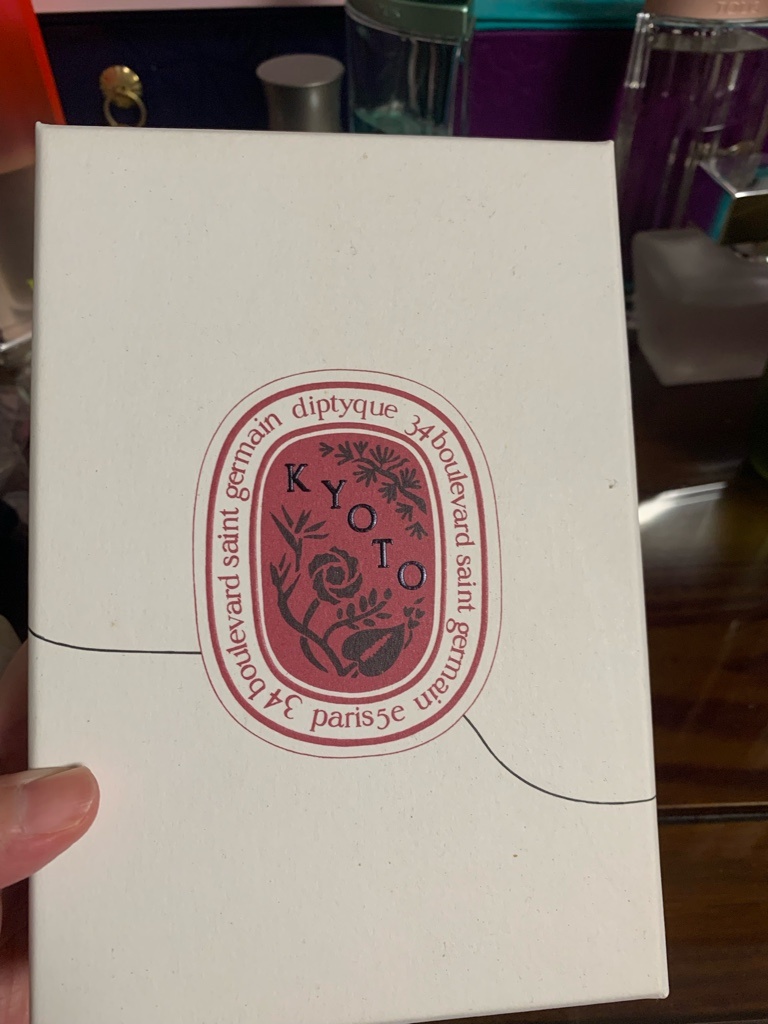 diptyque 34 boulevard saint germain
paris 5e
34 boulevard saint germain
KYOTO